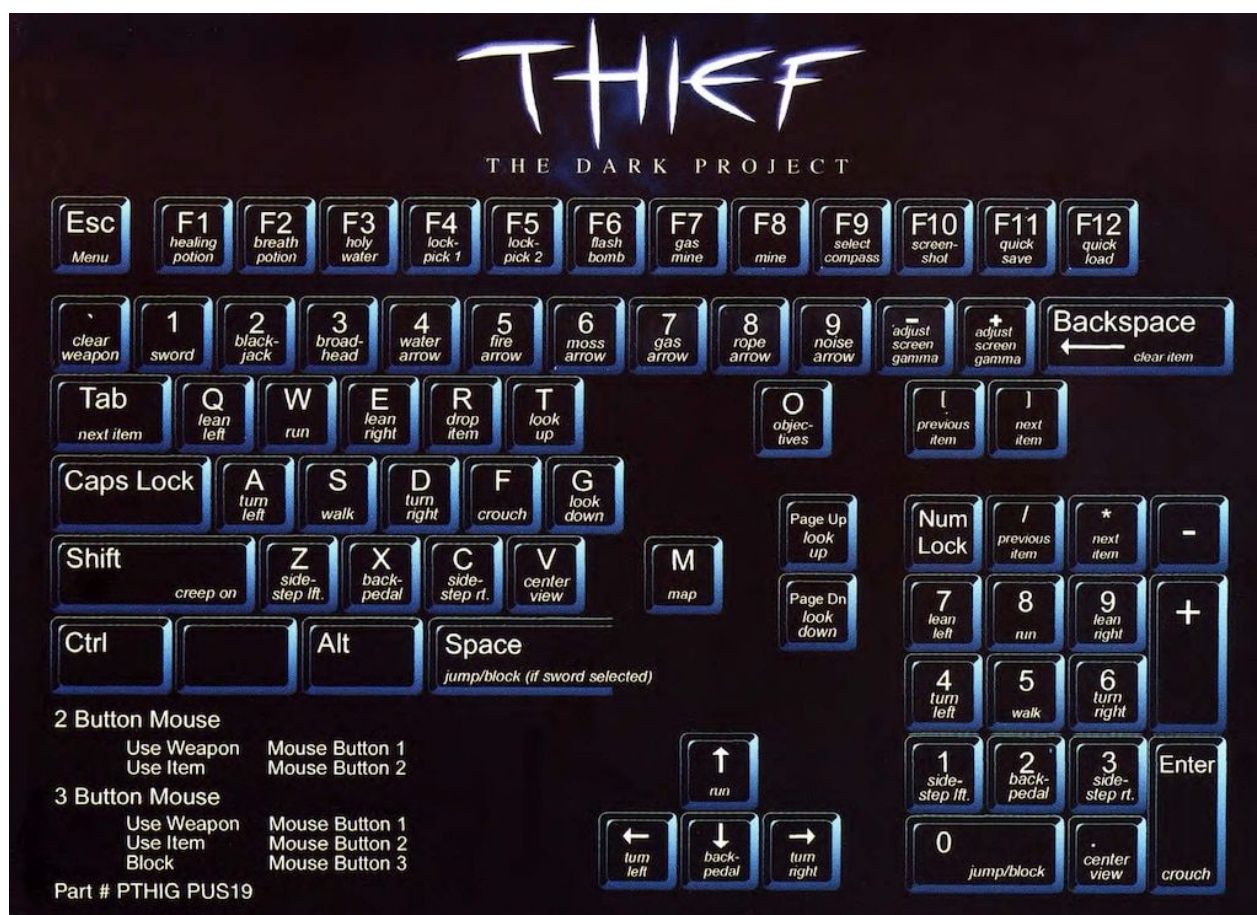 THIEF
THE DARK PROJECT
Esc
Menu
F1
healing
potion
F2
breath
potion
F3
holy
water
F4
lock-
pick 1
F5
lock-
pick 2
F6
flash
bomb
F7
gas
mine
F8
mine
F9
select
compass
F10
screen-
shot
F11
quick
save
F12
quick
load
`
clear
weapon
1
sword
2
black-
jack
3
broad-
head
4
water
arrow
5
fire
arrow
6
moss
arrow
7
gas
arrow
8
rope
arrow
9
noise
arrow
-
adjust
screen
gamma
+
adjust
screen
gamma
Backspace
←
clear item
Tab
next item
Q
lean
left
W
run
E
lean
right
R
drop
item
T
look
up
O
objec-
tives
[
previous
item
]
next
item
Caps Lock
A
turn
left
S
walk
D
turn
right
F
crouch
G
look
down
Shift
creep on
Z
side-
step lft.
X
back-
pedal
C
side-
step rt.
V
center
view
M
map
Page Up
look
up
Page Dn
look
down
Ctrl
Alt
Space
jump/block (if sword selected)
Num
Lock
/
previous
item
*
next
item
-
7
lean
left
8
run
9
lean
right
+
4
turn
left
5
walk
6
turn
right
1
side-
step lft.
2
back-
pedal
3
side-
step rt.
Enter
crouch
0
jump/block
.
center
view
↑
run
←
turn
left
↓
back-
pedal
→
turn
right
2 Button Mouse
Use Weapon Mouse Button 1
Use Item Mouse Button 2
3 Button Mouse
Use Weapon Mouse Button 1
Use Item Mouse Button 2
Block Mouse Button 3
Part # PTHIG PUS19